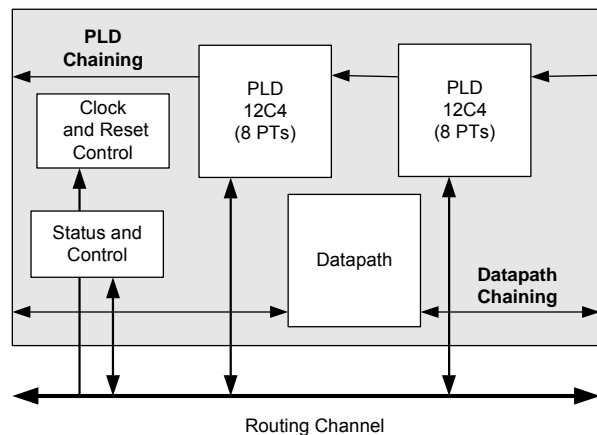 PLD
Chaining
PLD
12C4
(8 PTs)
PLD
12C4
(8 PTs)
Clock
and Reset
Control
Status and
Control
Datapath
Datapath
Chaining
Routing Channel